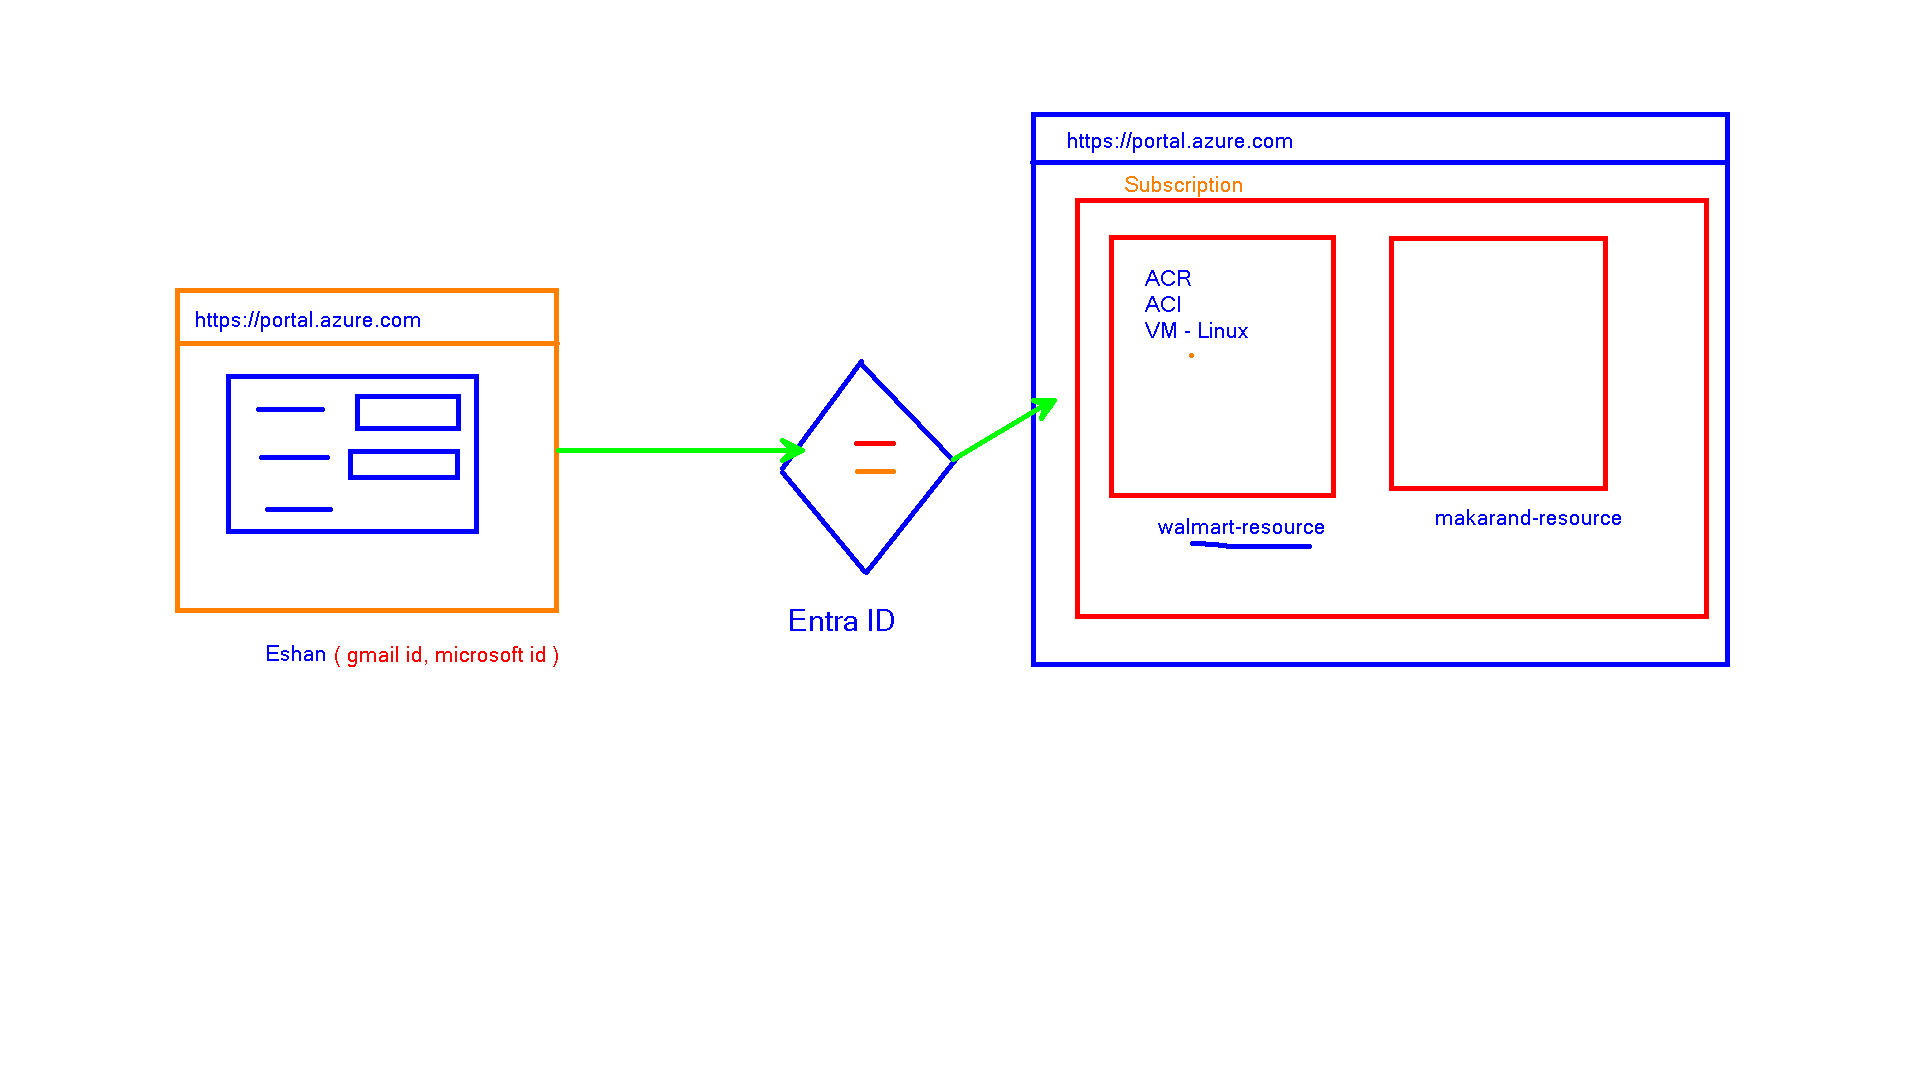 https://portal.azure.com
Eshan ( gmail id, microsoft id )
Entra ID
https://portal.azure.com
Subscription
ACR
ACI
VM - Linux
walmart-resource
makarand-resource